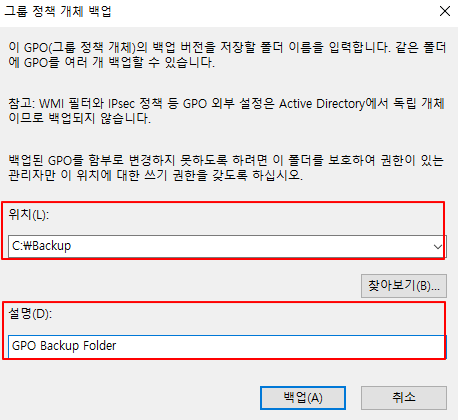 그룹 정책 개체 백업
이 GPO(그룹 정책 개체)의 백업 버전을 저장할 폴더 이름을 입력합니다. 같은 폴더
에 GPO를 여러 개 백업할 수 있습니다.
참고: WMI 필터와 IPsec 정책 등 GPO 외부 설정은 Active Directory에서 독립 개체
이므로 백업되지 않습니다.
백업된 GPO를 함부로 변경하지 못하도록 하려면 이 폴더를 보호하여 권한이 있는
관리자만 이 위치에 대한 쓰기 권한을 갖도록 하십시오.
위치(L):
C:₩Backup
찾아보기(B)...
설명(D):
GPO Backup Folder
백업(A)
취소